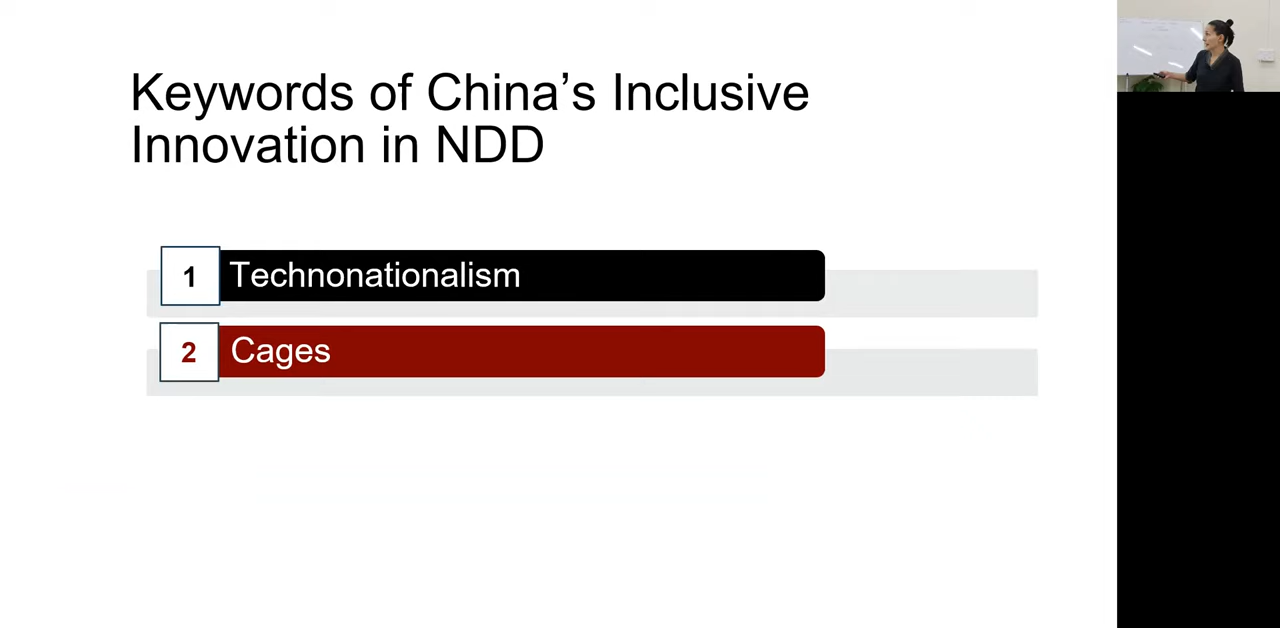 Keywords of China’s Inclusive
Innovation in NDD
1 Technonationalism
2 Cages